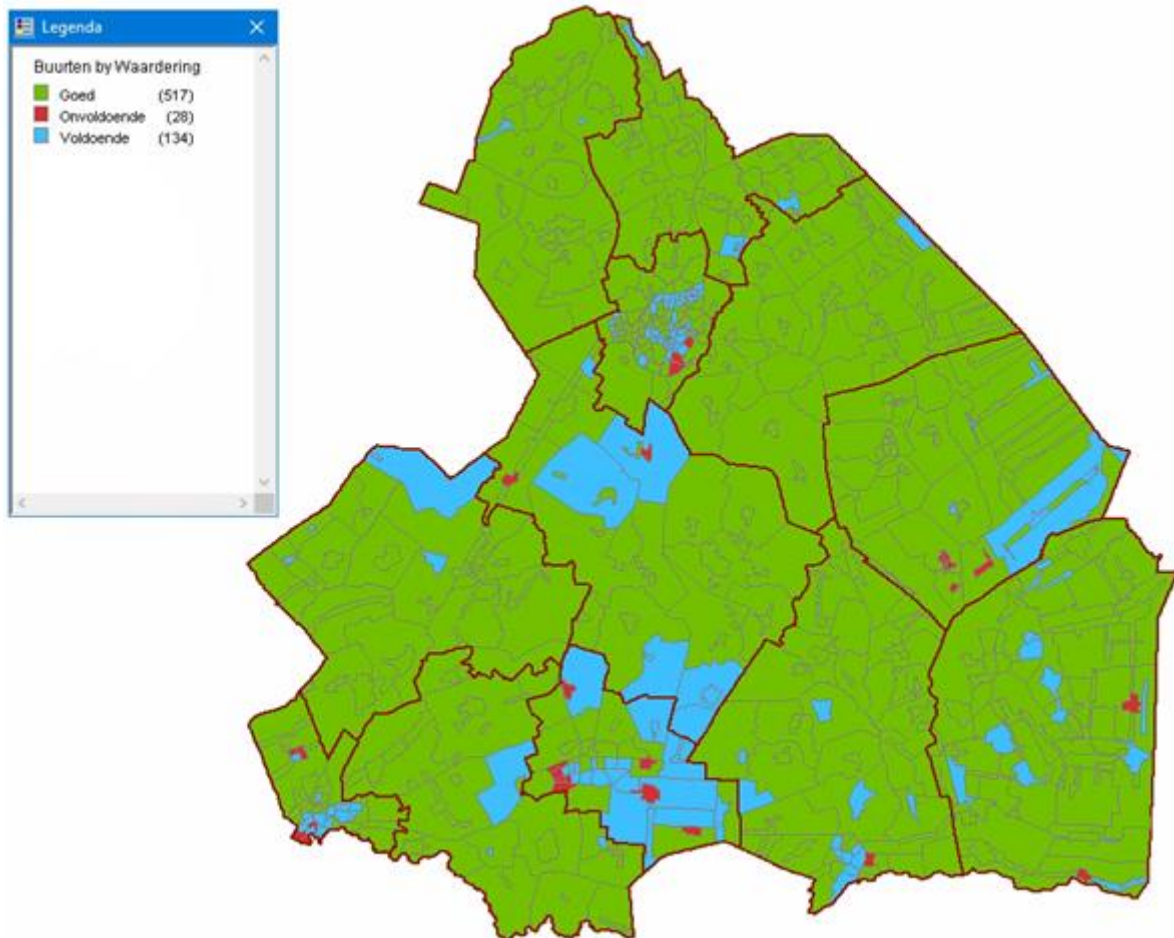 Legenda
Buurten by Waardering
Goed (517)
Onvoldoende (28)
Voldoende (134)